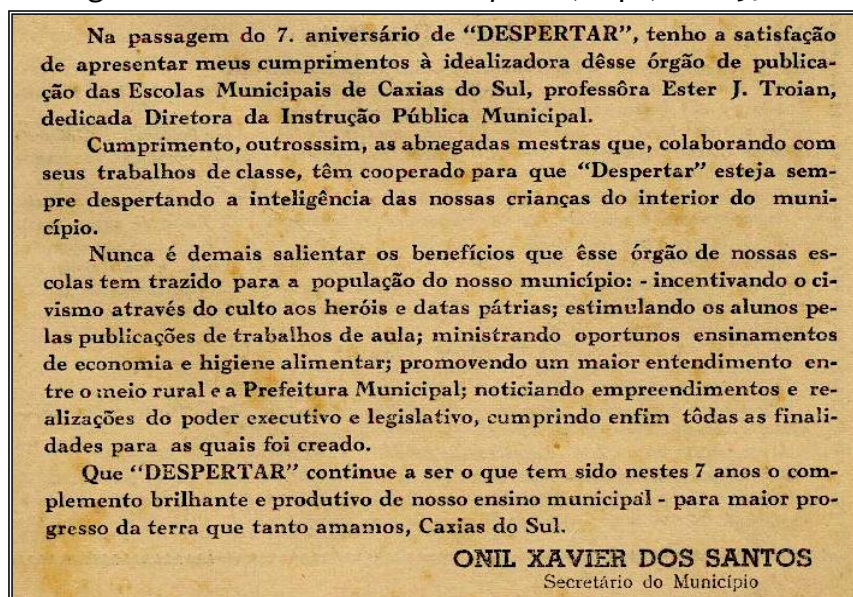 Na passagem do 7. aniversário de “DESPERTAR”, tenho a satisfação
de apresentar meus cumprimentos à idealizadora dêsse órgão de publica-
ção das Escolas Municipais de Caxias do Sul, professôra Ester J. Troian,
dedicada Diretora da Instrução Pública Municipal.
Cumprimento, outrosssim, as abnegadas mestras que, colaborando com
seus trabalhos de classe, têm cooperado para que “Despertar” esteja sem-
pre despertando a inteligência das nossas crianças do interior do muni-
cípio.
Nunca é demais salientar os benefícios que êsse órgão de nossas es-
colas tem trazido para a população do nosso município: - incentivando o ci-
vismo através do culto aos heróis e datas pátrias; estimulando os alunos pe-
las publicações de trabalhos de aula; ministrando oportunos ensinamentos
de economia e higiene alimentar; promovendo um maior entendimento en-
tre o meio rural e a Prefeitura Municipal; noticiando empreendimentos e re-
alizações do poder executivo e legislativo, cumprindo enfim tôdas as finali-
dades para as quais foi creado.
Que “DESPERTAR” continue a ser o que tem sido nestes 7 anos o com-
plemento brilhante e produtivo de nosso ensino municipal - para maior pro-
gresso da terra que tanto amamos, Caxias do Sul.
ONIL XAVIER DOS SANTOS
Secretário do Município